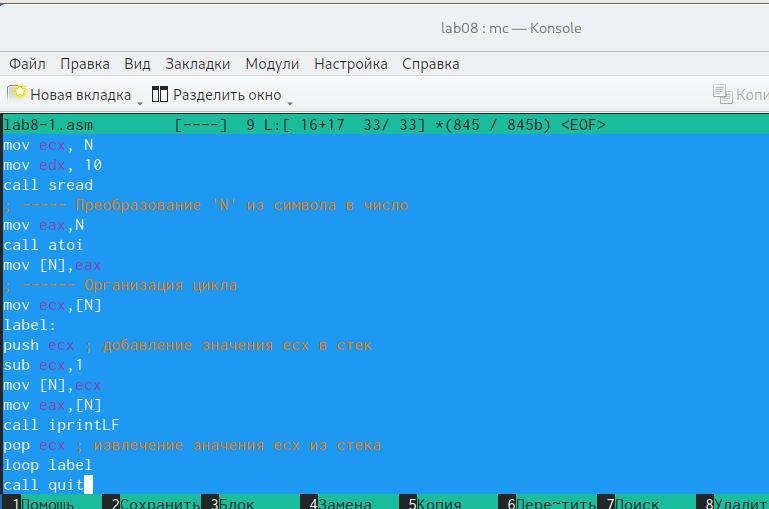 lab08 : mc — Konsole
Файл Правка Вид Закладки Модули Настройка Справка
Новая вкладка Разделить окно Копи
lab8-1.asm [----] 9 L:[ 16+17 33/ 33] *(845 / 845b) <EOF>
mov ecx, N
mov edx, 10
call sread
; ----- Преобразование 'N' из символа в число
mov eax,N
call atoi
mov [N],eax
; ------ Организация цикла
mov ecx,[N]
label:
push ecx ; добавление значения ecx в стек
sub ecx,1
mov [N],ecx
mov eax,[N]
call iprintLF
pop ecx ; извлечение значения ecx из стека
loop label
call quit
1Помощь 2Сохранить 3Блок 4Замена 5Копия 6Пере~тить 7Поиск 8Удалит